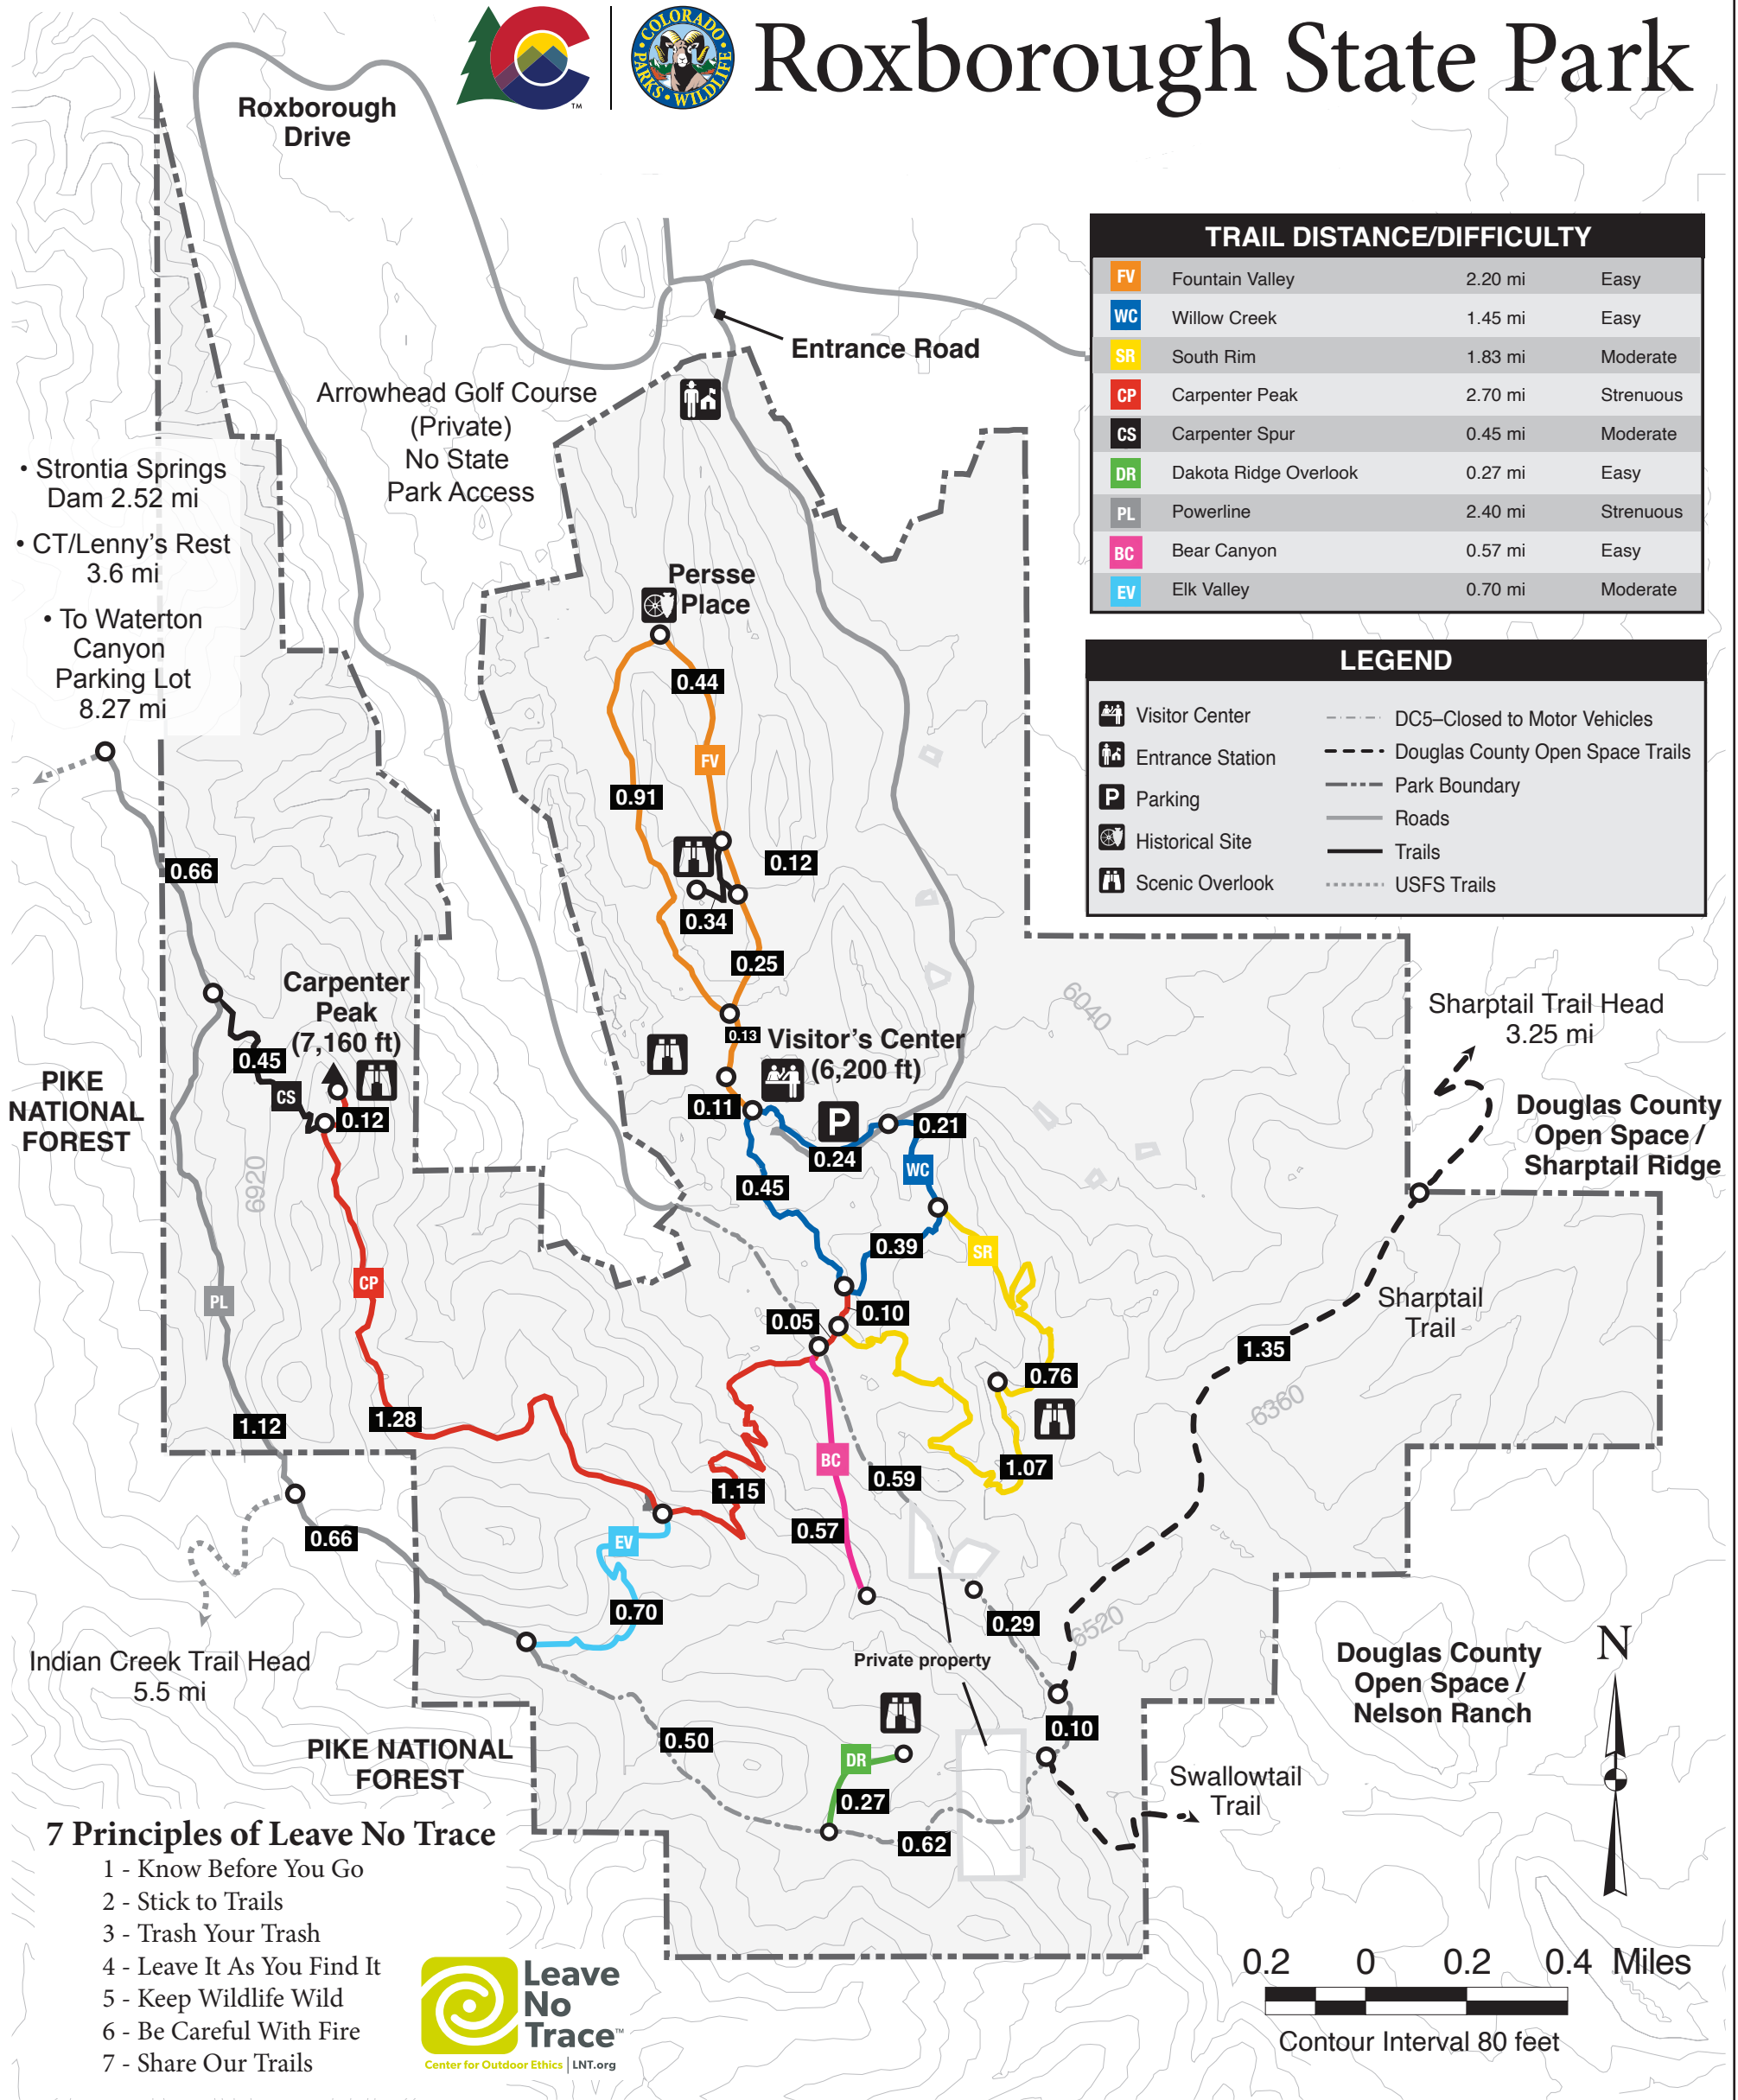 Roxborough State Park
COLORADO
PARKS • WILDLIFE
TM
Roxborough
Drive
Entrance Road
Arrowhead Golf Course
(Private)
No State
Park Access
TRAIL DISTANCE/DIFFICULTY
FV Fountain Valley 2.20 mi Easy
WC Willow Creek 1.45 mi Easy
SR South Rim 1.83 mi Moderate
CP Carpenter Peak 2.70 mi Strenuous
CS Carpenter Spur 0.45 mi Moderate
DR Dakota Ridge Overlook 0.27 mi Easy
PL Powerline 2.40 mi Strenuous
BC Bear Canyon 0.57 mi Easy
EV Elk Valley 0.70 mi Moderate
LEGEND
Visitor Center
Entrance Station
P Parking
Historical Site
Scenic Overlook
DC5–Closed to Motor Vehicles
Douglas County Open Space Trails
Park Boundary
Roads
Trails
USFS Trails
• Strontia Springs
Dam 2.52 mi
• CT/Lenny's Rest
3.6 mi
• To Waterton
Canyon
Parking Lot
8.27 mi
Persse
Place
0.44
FV
0.91
0.12
0.34
0.25
0.13
0.66
Carpenter
Peak
(7,160 ft)
0.45
CS
0.12
PIKE
NATIONAL
FOREST
6920
Visitor's Center
(6,200 ft)
0.11
P
0.21
0.24
WC
0.45
0.39
SR
6040
Sharptail Trail Head
3.25 mi
Douglas County
Open Space /
Sharptail Ridge
Sharptail
Trail
1.35
6360
PL
CP
0.10
0.05
0.76
1.12
1.28
BC
1.07
0.59
1.15
0.57
0.66
EV
0.70
0.29
6520
Private property
Indian Creek Trail Head
5.5 mi
Douglas County
Open Space /
Nelson Ranch
N
0.10
0.50
DR
0.27
0.62
Swallowtail
Trail
PIKE NATIONAL
FOREST
7 Principles of Leave No Trace
1 - Know Before You Go
2 - Stick to Trails
3 - Trash Your Trash
4 - Leave It As You Find It
5 - Keep Wildlife Wild
6 - Be Careful With Fire
7 - Share Our Trails
Leave
No
Trace™
Center for Outdoor Ethics | LNT.org
0.2 0 0.2 0.4 Miles
Contour Interval 80 feet